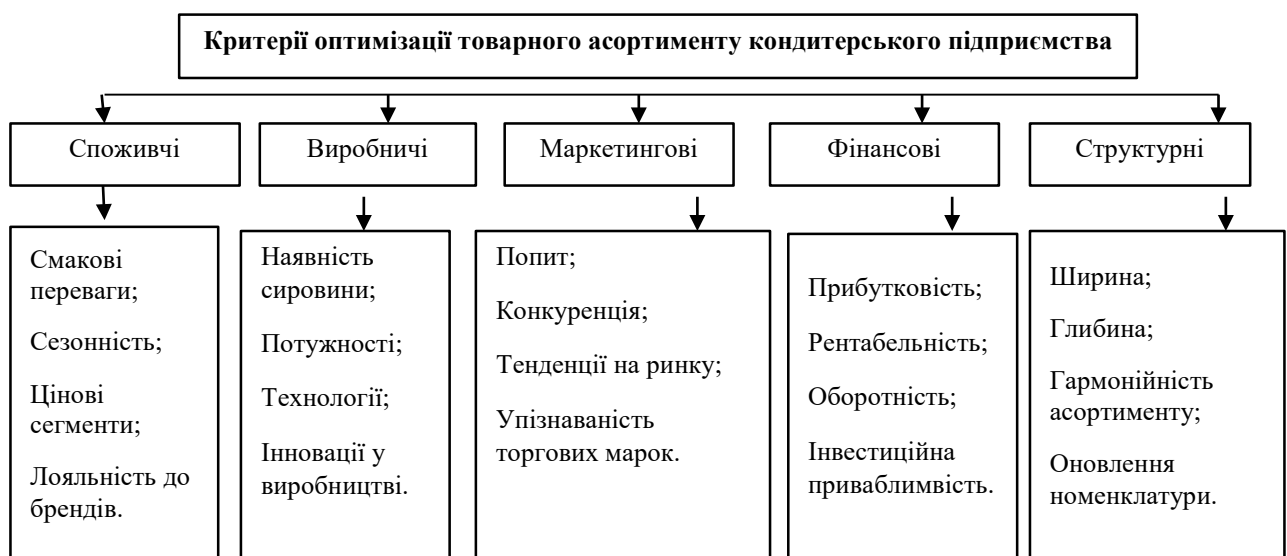 Критерії оптимізації товарного асортименту кондитерського підприємства
Споживчі
Виробничі
Маркетингові
Фінансові
Структурні
Смакові
переваги;
Сезонність;
Цінові
сегменти;
Лояльність до
брендів.
Наявність
сировини;
Потужності;
Технології;
Інновації у
виробництві.
Попит;
Конкуренція;
Тенденції на ринку;
Упізнаваність
торгових марок.
Прибутковість;
Рентабельність;
Оборотність;
Інвестиційна
приваблимвість.
Ширина;
Глибина;
Гармонійність
асортименту;
Оновлення
номенклатури.